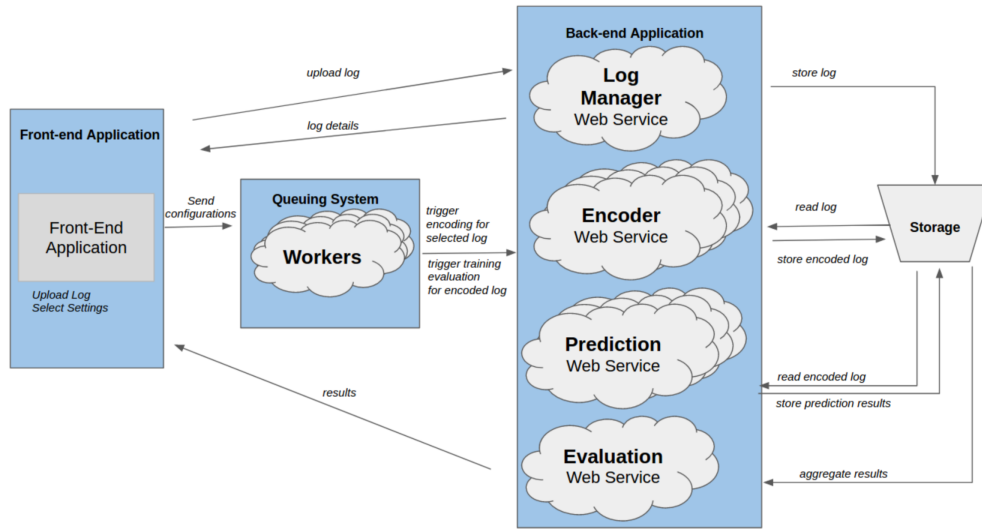 Back-end Application
Log
Manager
Web Service
upload log
store log
log details
Front-end Application
Front-End
Application
Upload Log
Select Settings
Send
configurations
Queuing System
Workers
trigger
encoding for
selected log
trigger training
evaluation
for encoded log
Encoder
Web Service
read log
store encoded log
Storage
Prediction
Web Service
read encoded log
store prediction results
results
Evaluation
Web Service
aggregate results